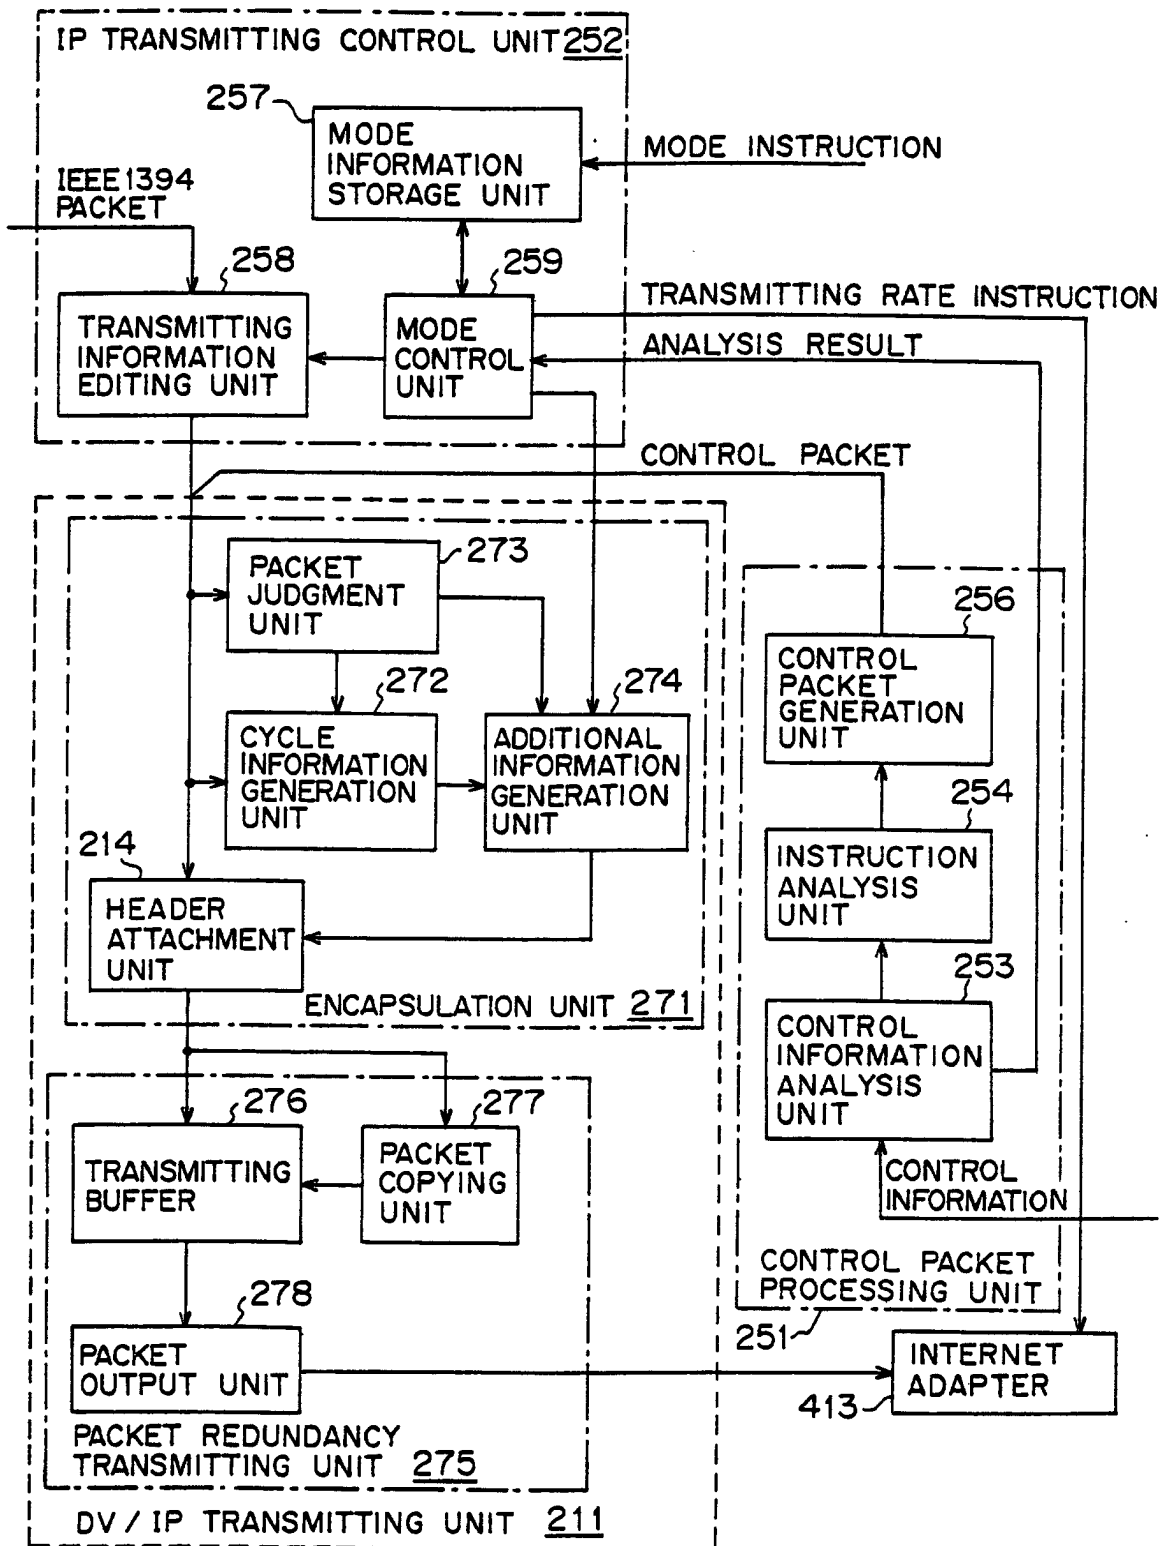 IP TRANSMITTING CONTROL UNIT 252
257
MODE
INFORMATION
STORAGE UNIT
MODE INSTRUCTION
IEEE1394
PACKET
258
259
TRANSMITTING
INFORMATION
EDITING UNIT
MODE
CONTROL
UNIT
TRANSMITTING RATE INSTRUCTION
ANALYSIS RESULT
CONTROL PACKET
273
PACKET
JUDGMENT
UNIT
256
CONTROL
PACKET
GENERATION
UNIT
272
274
CYCLE
INFORMATION
GENERATION
UNIT
ADDITIONAL
INFORMATION
GENERATION
UNIT
254
INSTRUCTION
ANALYSIS
UNIT
214
HEADER
ATTACHMENT
UNIT
253
CONTROL
INFORMATION
ANALYSIS
UNIT
ENCAPSULATION UNIT 271
276
277
TRANSMITTING
BUFFER
PACKET
COPYING
UNIT
CONTROL
INFORMATION
CONTROL PACKET
PROCESSING UNIT
251
278
PACKET
OUTPUT UNIT
INTERNET
ADAPTER
413
PACKET REDUNDANCY
TRANSMITTING UNIT 275
DV / IP TRANSMITTING UNIT 211